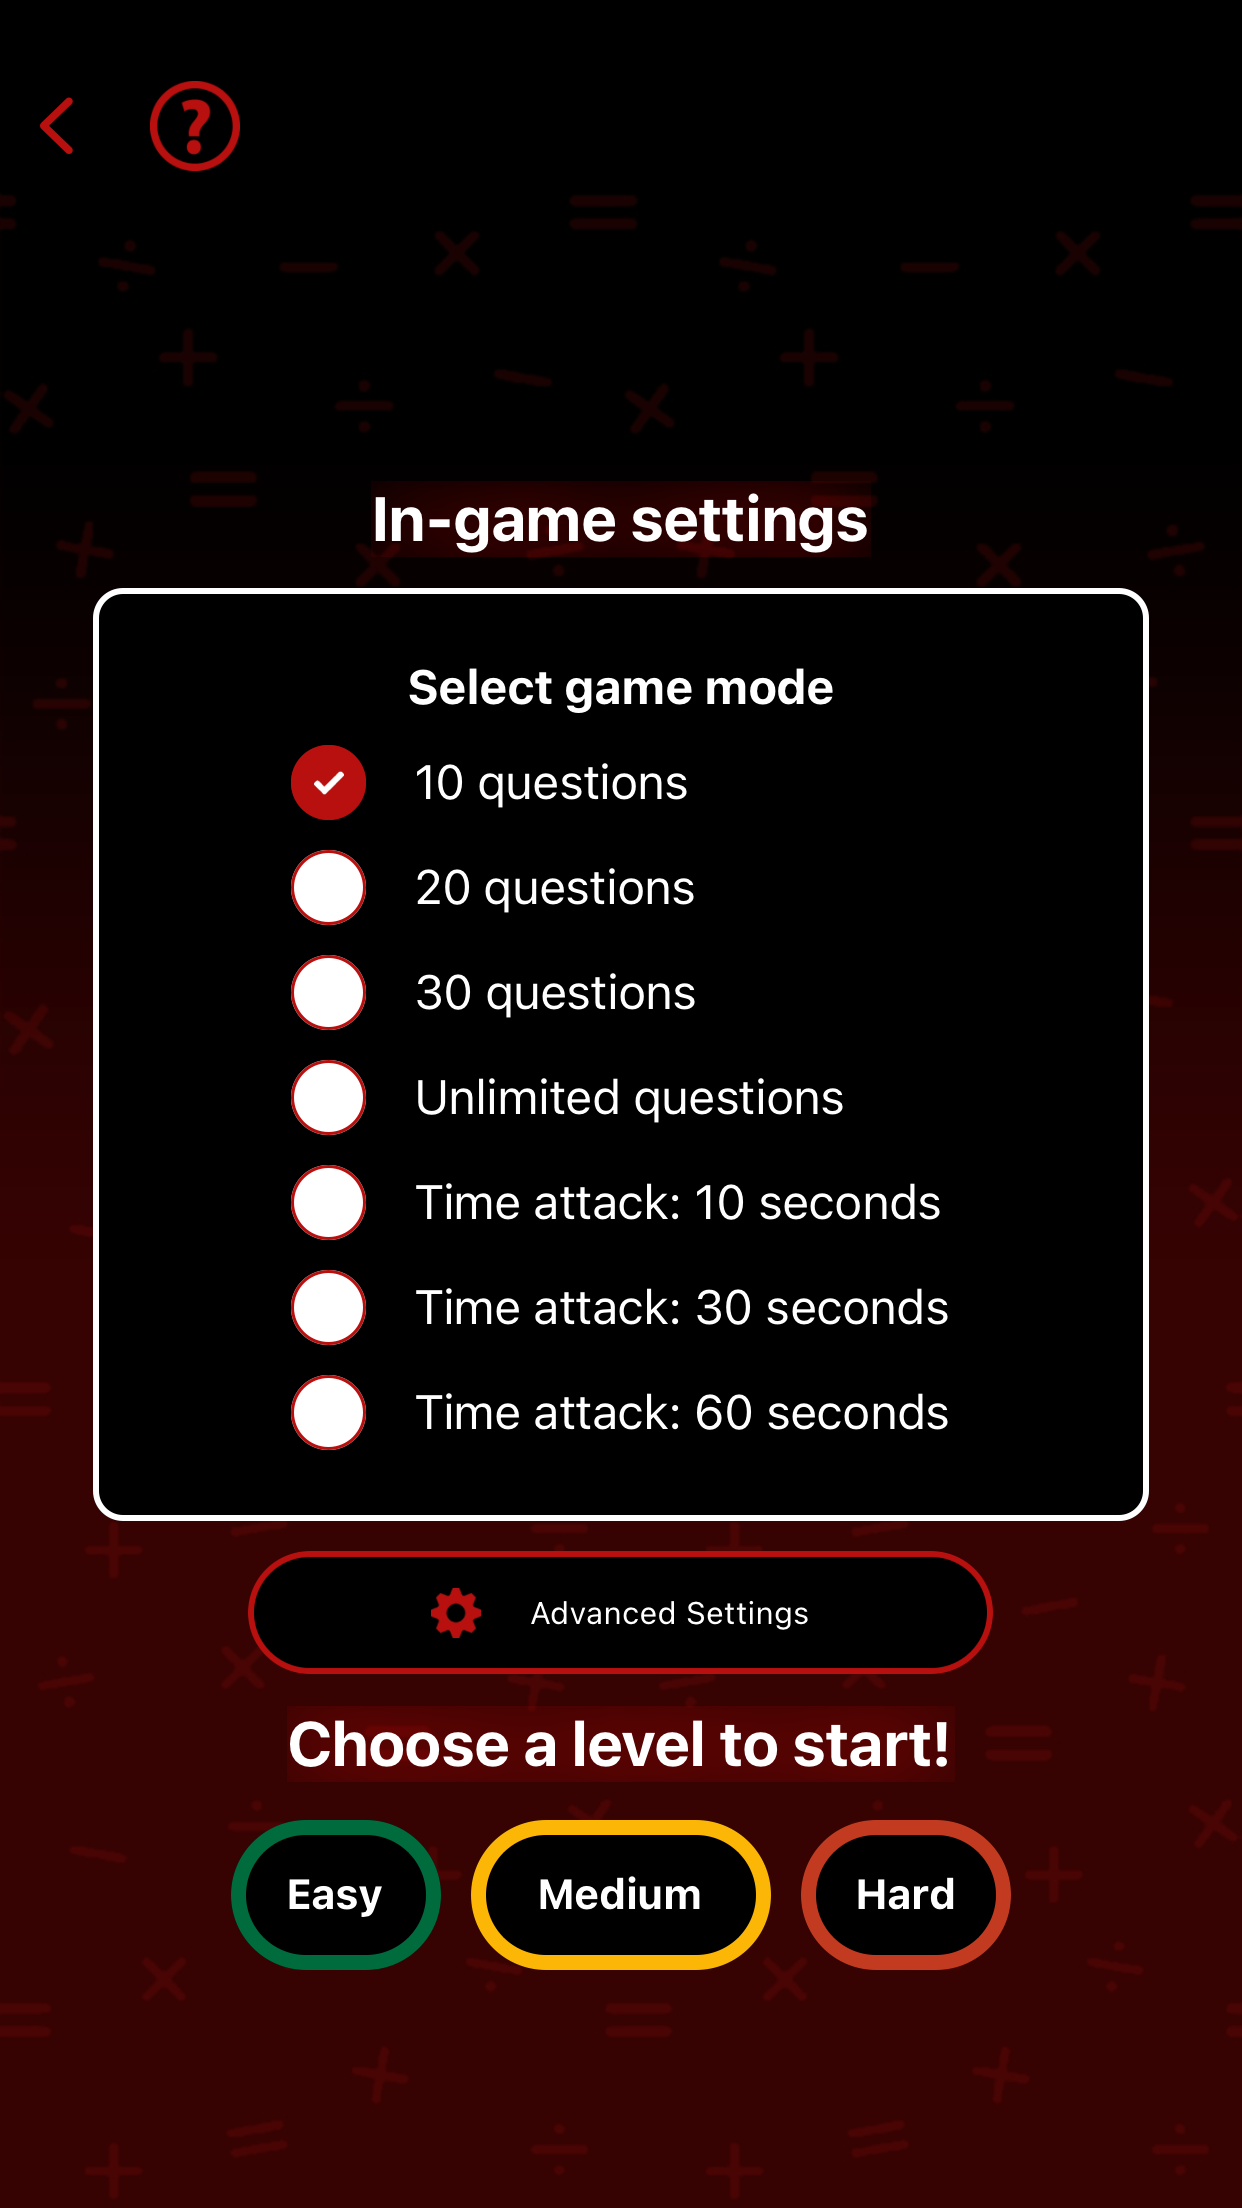 ?
In-game settings
Select game mode
10 questions
20 questions
30 questions
Unlimited questions
Time attack: 10 seconds
Time attack: 30 seconds
Time attack: 60 seconds
Advanced Settings
Choose a level to start!
Easy Medium Hard